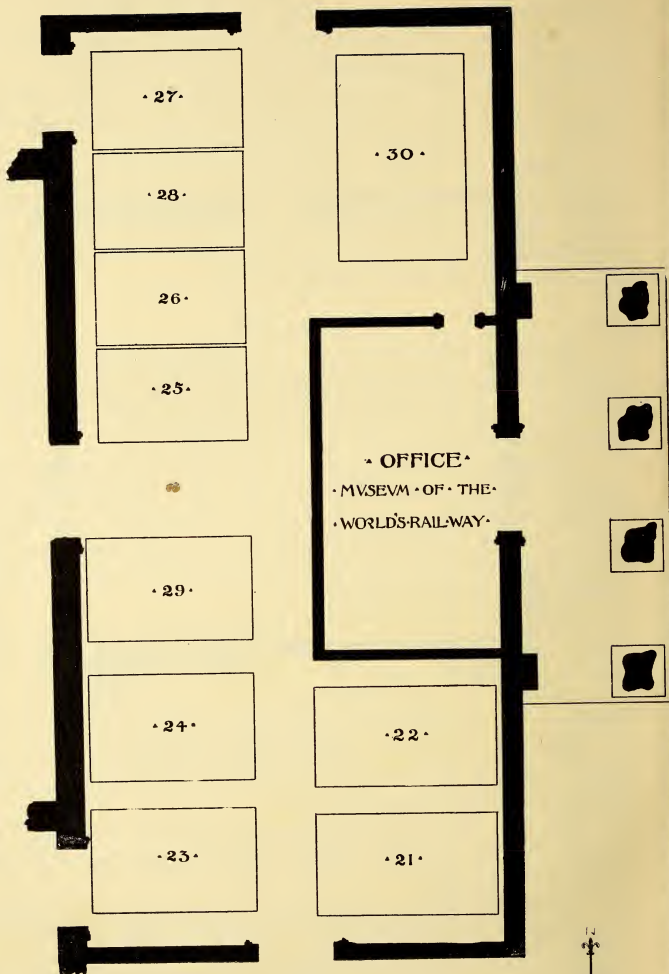 27
30
28
26
25
OFFICE
MVSEVM · OF · THE
WORLD'S · RAIL · WAY
29
24
22
23
21
N